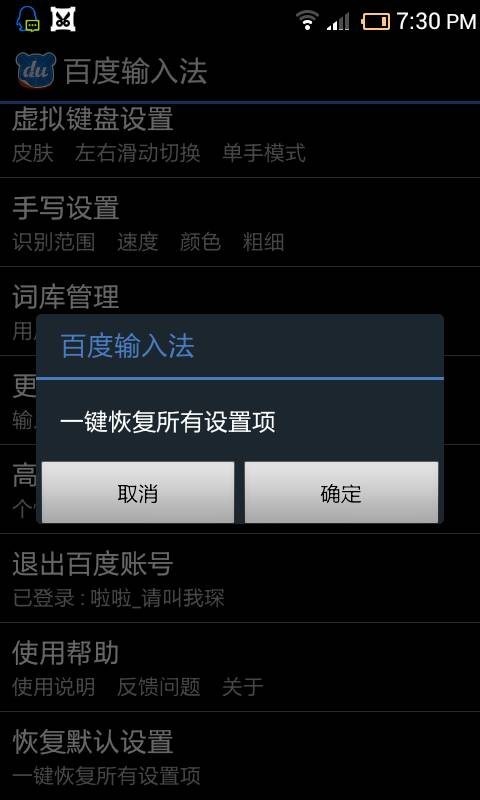 7:30 PM
du 百度输入法
虚拟键盘设置
皮肤 左右滑动切换 单手模式
手写设置
识别范围 速度 颜色 粗细
词库管理
用
百度输入法
更
一键恢复所有设置项
输
高
取消 确定
个
退出百度账号
已登录 : 啦啦_请叫我琛
使用帮助
使用说明 反馈问题 关于
恢复默认设置
一键恢复所有设置项